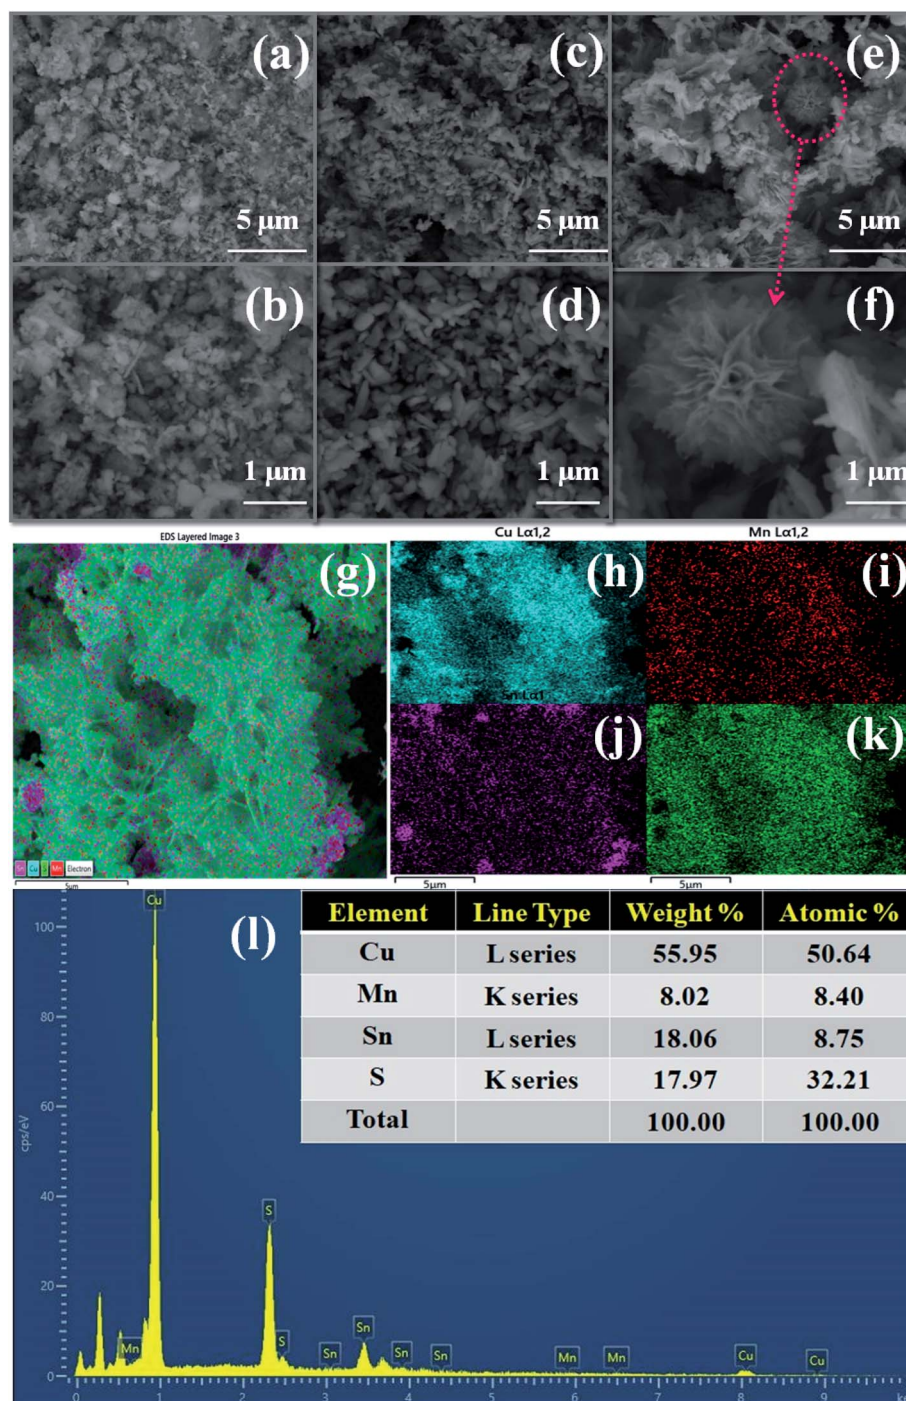 (a) (c) (e)
5 μm 5 μm 5 μm
(b) (d) (f)
1 μm 1 μm 1 μm
EDS Layered Image 3 Cu Lα1,2 Mn Lα1,2
(g) (h) (i)
Sn Lα1
(j) (k)
Sn Cu S Mn Electron
5μm 5μm 5μm
cps/eV
100
80
60
40
20
0
(l)
Element Line Type Weight % Atomic %
Cu L series 55.95 50.64
Mn K series 8.02 8.40
Sn L series 18.06 8.75
S K series 17.97 32.21
Total 100.00 100.00
Cu
S
Mn S Sn Sn Sn Sn Mn Mn Cu Cu
0 1 2 3 4 5 6 7 8 9